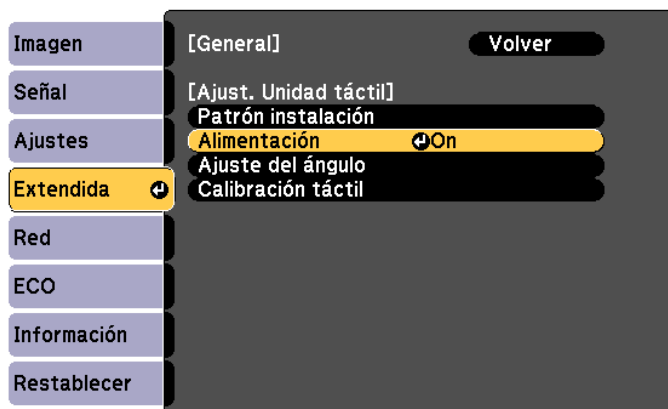 Imagen
Señal
Ajustes
Extendida
Red
ECO
Información
Restablecer
[General] Volver
[Ajust. Unidad táctil]
Patrón instalación
Alimentación On
Ajuste del ángulo
Calibración táctil